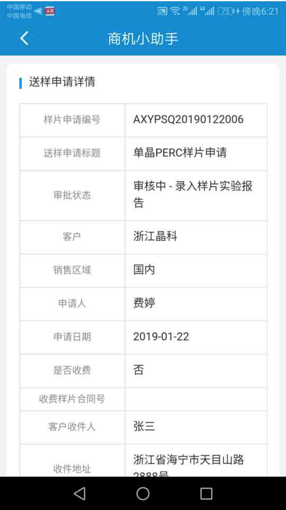 中国移动
中国电信
75
傍晚6:21
商机小助手
送样申请详情
样片申请编号 AXYPSQ20190122006
送样申请标题 单晶PERC样片申请
审批状态 审核中 - 录入样片实验报
告
客户 浙江晶科
销售区域 国内
申请人 费婷
申请日期 2019-01-22
是否收费 否
收费样片合同号
客户收件人 张三
收件地址 浙江省海宁市天目山路
2888号